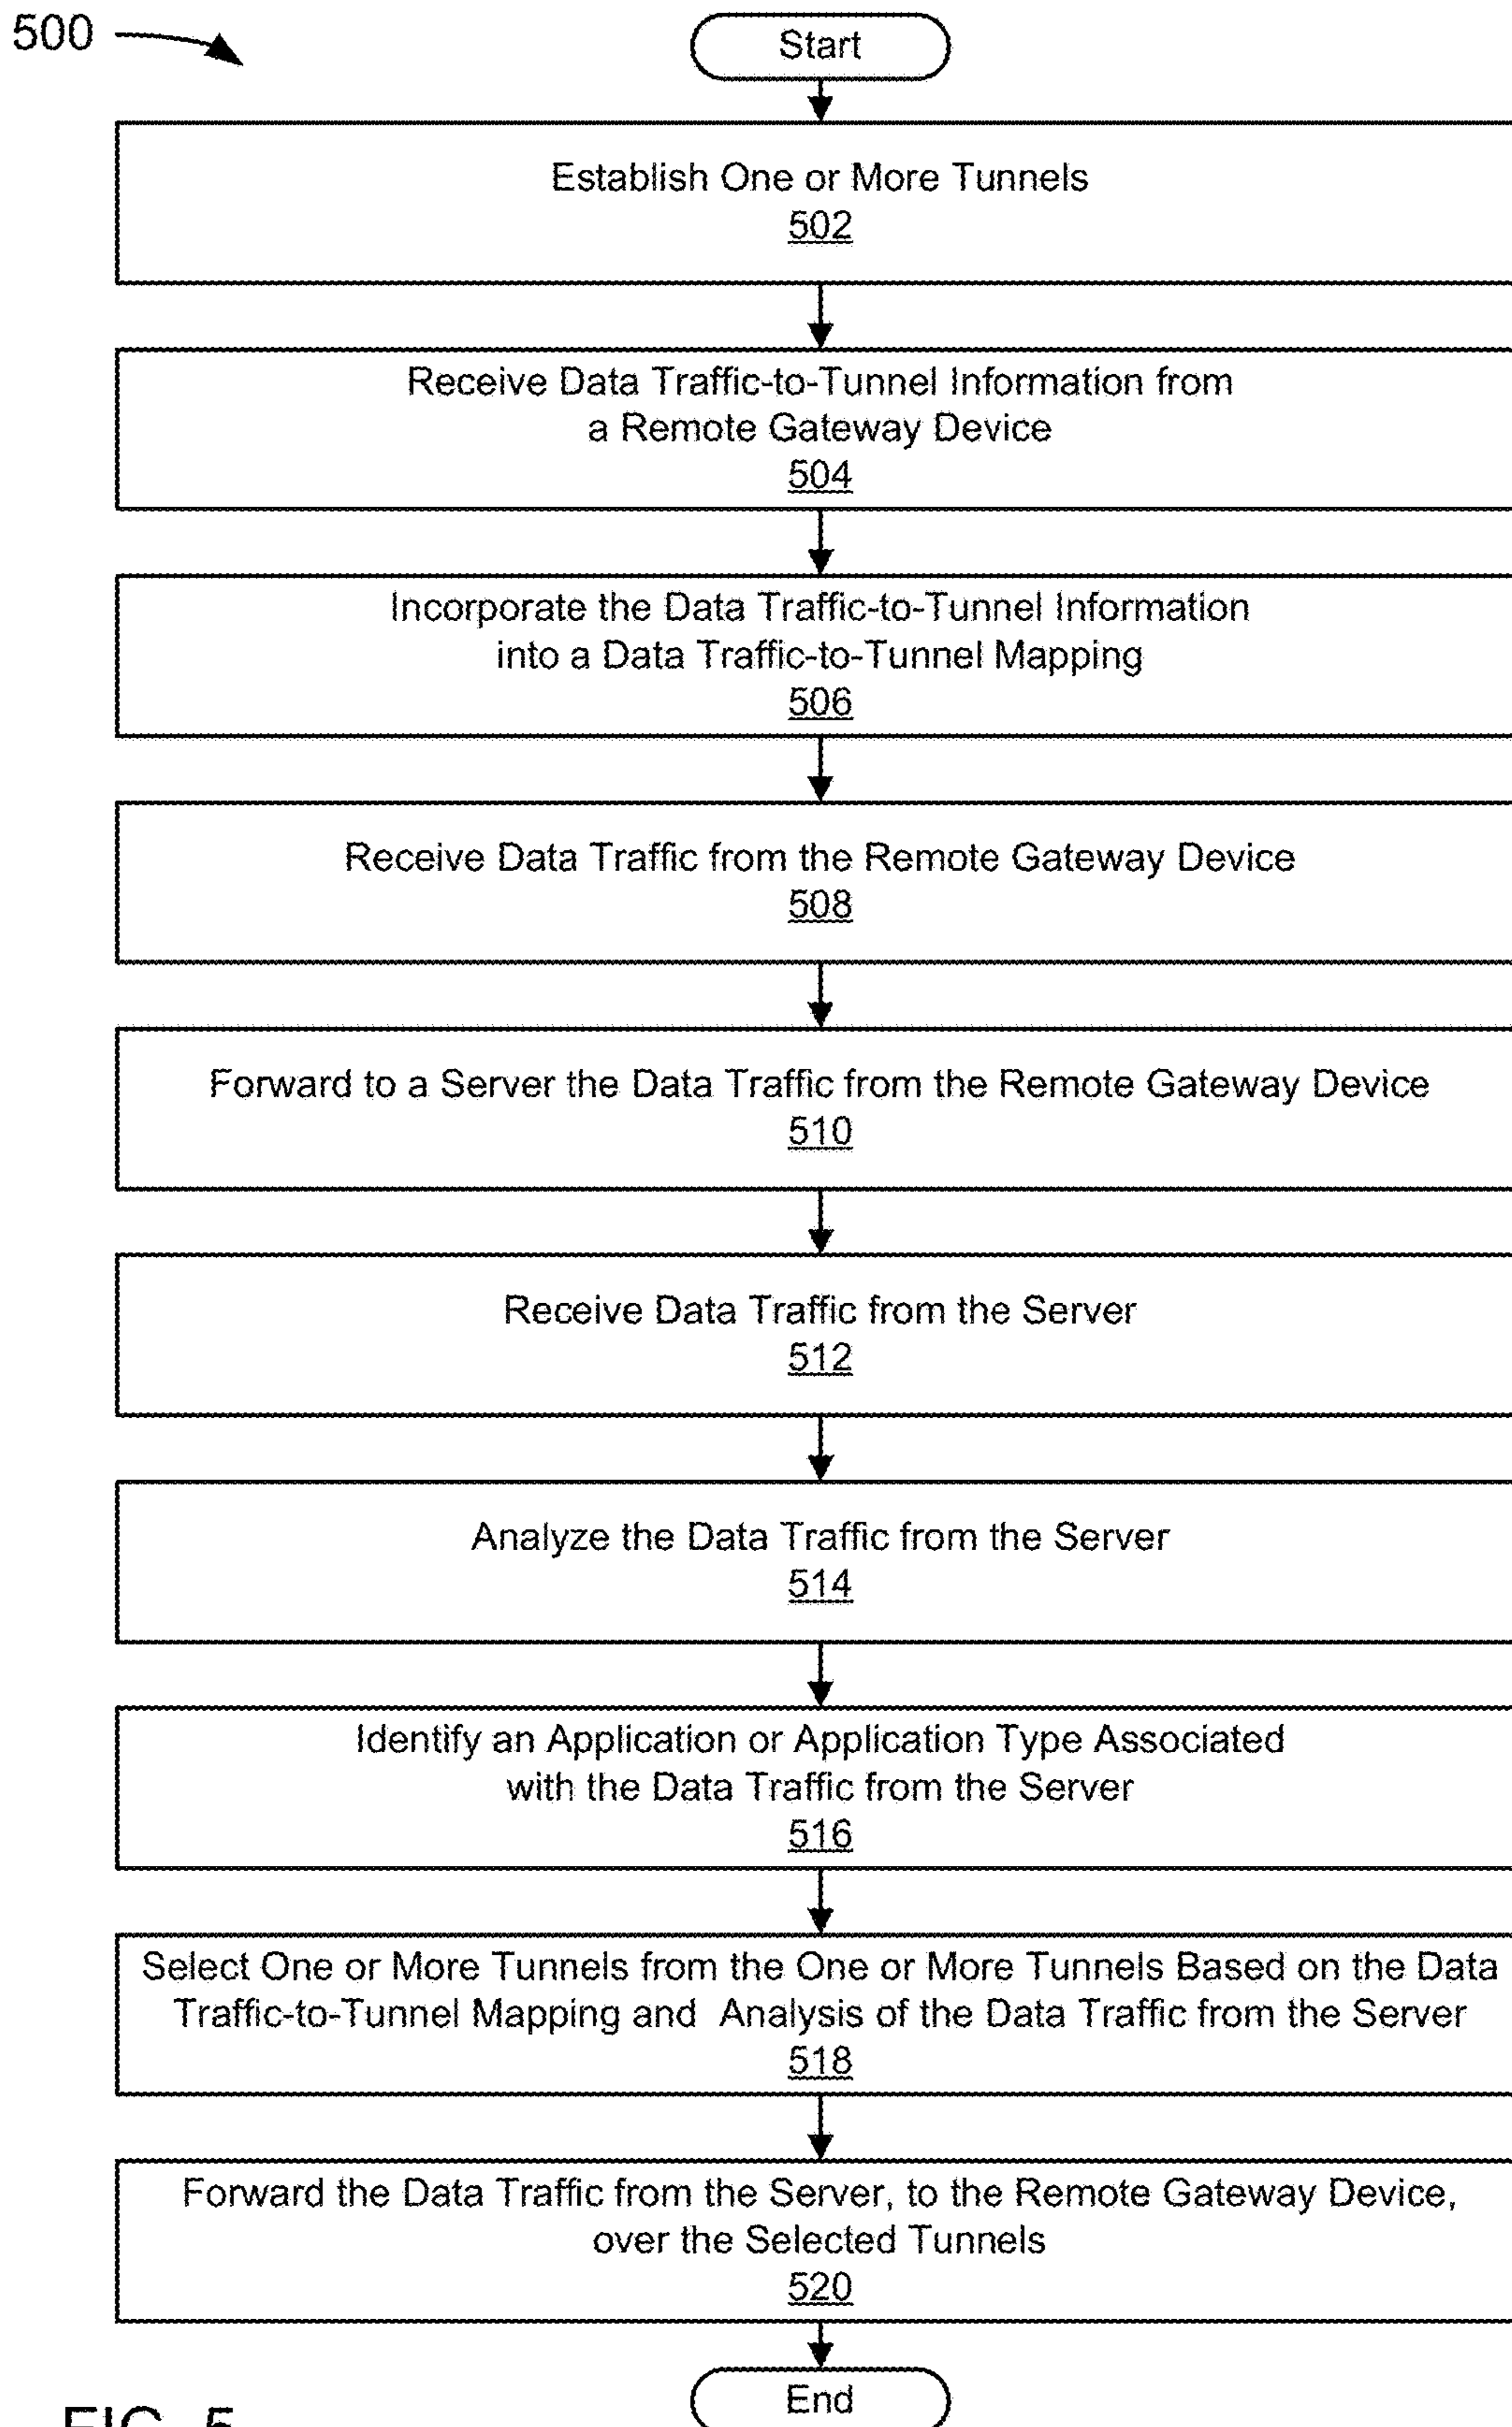 500
Start
Establish One or More Tunnels
502
Receive Data Traffic-to-Tunnel Information from
a Remote Gateway Device
504
Incorporate the Data Traffic-to-Tunnel Information
into a Data Traffic-to-Tunnel Mapping
506
Receive Data Traffic from the Remote Gateway Device
508
Forward to a Server the Data Traffic from the Remote Gateway Device
510
Receive Data Traffic from the Server
512
Analyze the Data Traffic from the Server
514
Identify an Application or Application Type Associated
with the Data Traffic from the Server
516
Select One or More Tunnels from the One or More Tunnels Based on the Data
Traffic-to-Tunnel Mapping and Analysis of the Data Traffic from the Server
518
Forward the Data Traffic from the Server, to the Remote Gateway Device,
over the Selected Tunnels
520
End
FIG. 5